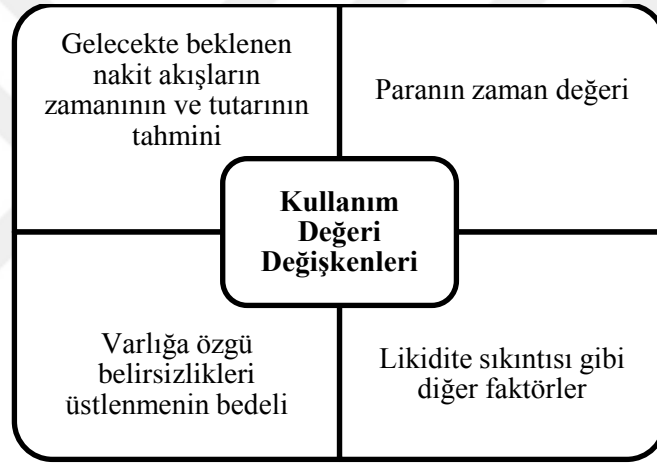 Gelecekte beklenen
nakit akışların
zamanının ve tutarının
tahmini
Paranın zaman değeri
Kullanım
Değeri
Değişkenleri
Varlığa özgü
belirsizlikleri
üstlenmenin bedeli
Likidite sıkıntısı gibi
diğer faktörler